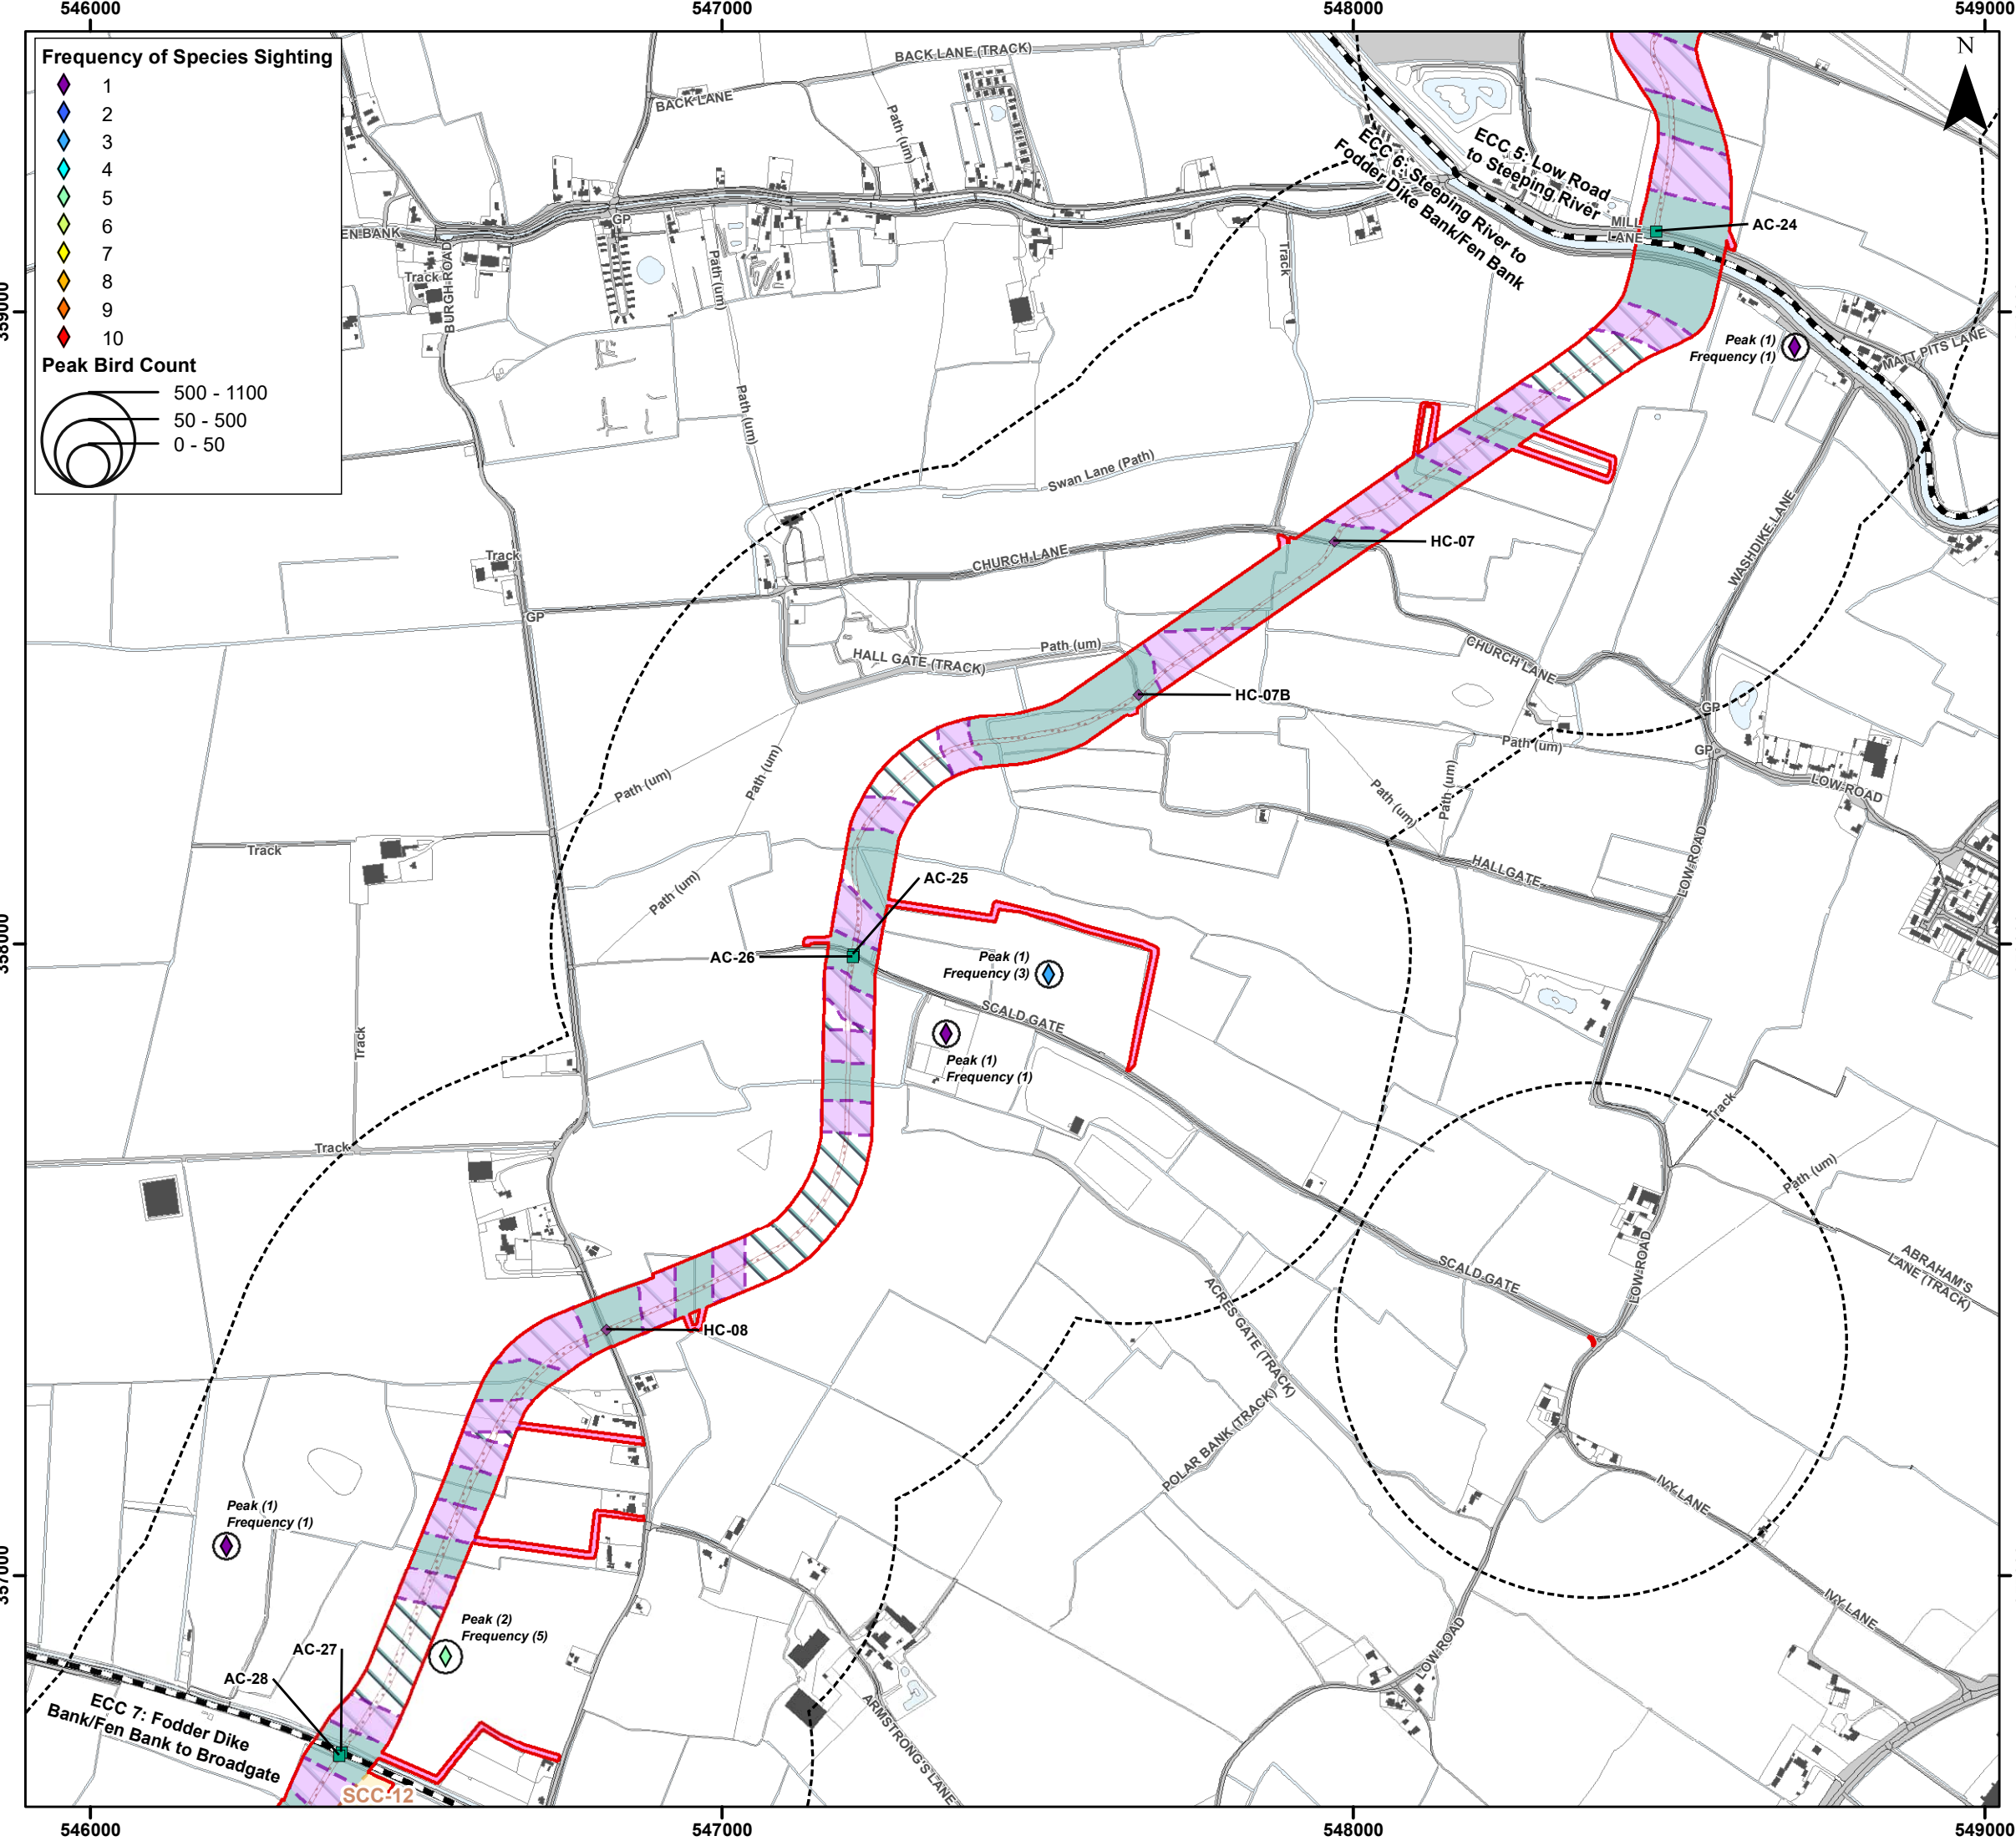 546000
547000
548000
549000
Frequency of Species Sighting
1
2
3
4
5
6
7
8
9
10
Peak Bird Count
500 - 1100
50 - 500
0 - 50
N
BACK LANE (TRACK)
BACK LANE
Path (um)
ECC 5: Low Road
to Steeping River
ECC 6: Steeping River to
Fodder Dike Bank/Fen Bank
MILL
LANE
AC-24
GP
EN BANK
Track
BURGH ROAD
Path (um)
Track
359000
Peak (1)
Frequency (1)
MATT PITS LANE
Path (um)
Swan Lane (Path)
WASHDIKE LANE
Track
CHURCH LANE
HC-07
GP
HALL GATE (TRACK)
Path (um)
CHURCH LANE
HC-07B
GP
Path (um)
GP
Path (um)
Path (um)
Path (um)
Path (um)
LOW ROAD
Track
HALLGATE
LOW ROAD
Path (um)
AC-25
AC-26
358000
Peak (1)
Frequency (3)
SCALD GATE
Track
Peak (1)
Frequency (1)
Track
Track
Path (um)
SCALD GATE
LOW ROAD
ABRAHAM'S
LANE (TRACK)
HC-08
ACRES GATE (TRACK)
POLAR BANK (TRACK)
IVY LANE
Peak (1)
Frequency (1)
357000
IVY LANE
Peak (2)
Frequency (5)
AC-27
AC-28
LOW ROAD
ECC 7: Fodder Dike
Bank/Fen Bank to Broadgate
ARMSTRONG'S LANE
SCC-12
546000
547000
548000
549000